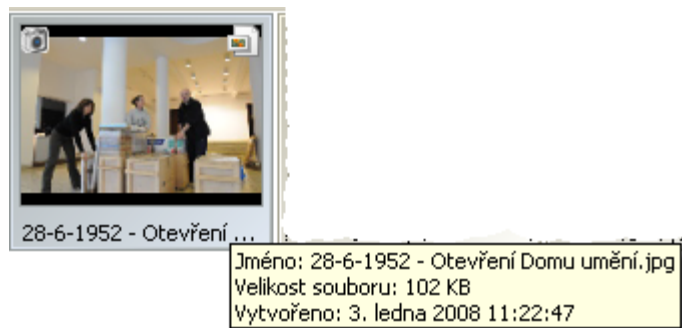 28-6-1952 - Otevření ...
Jméno: 28-6-1952 - Otevření Domu umění.jpg
Velikost souboru: 102 KB
Vytvořeno: 3. ledna 2008 11:22:47